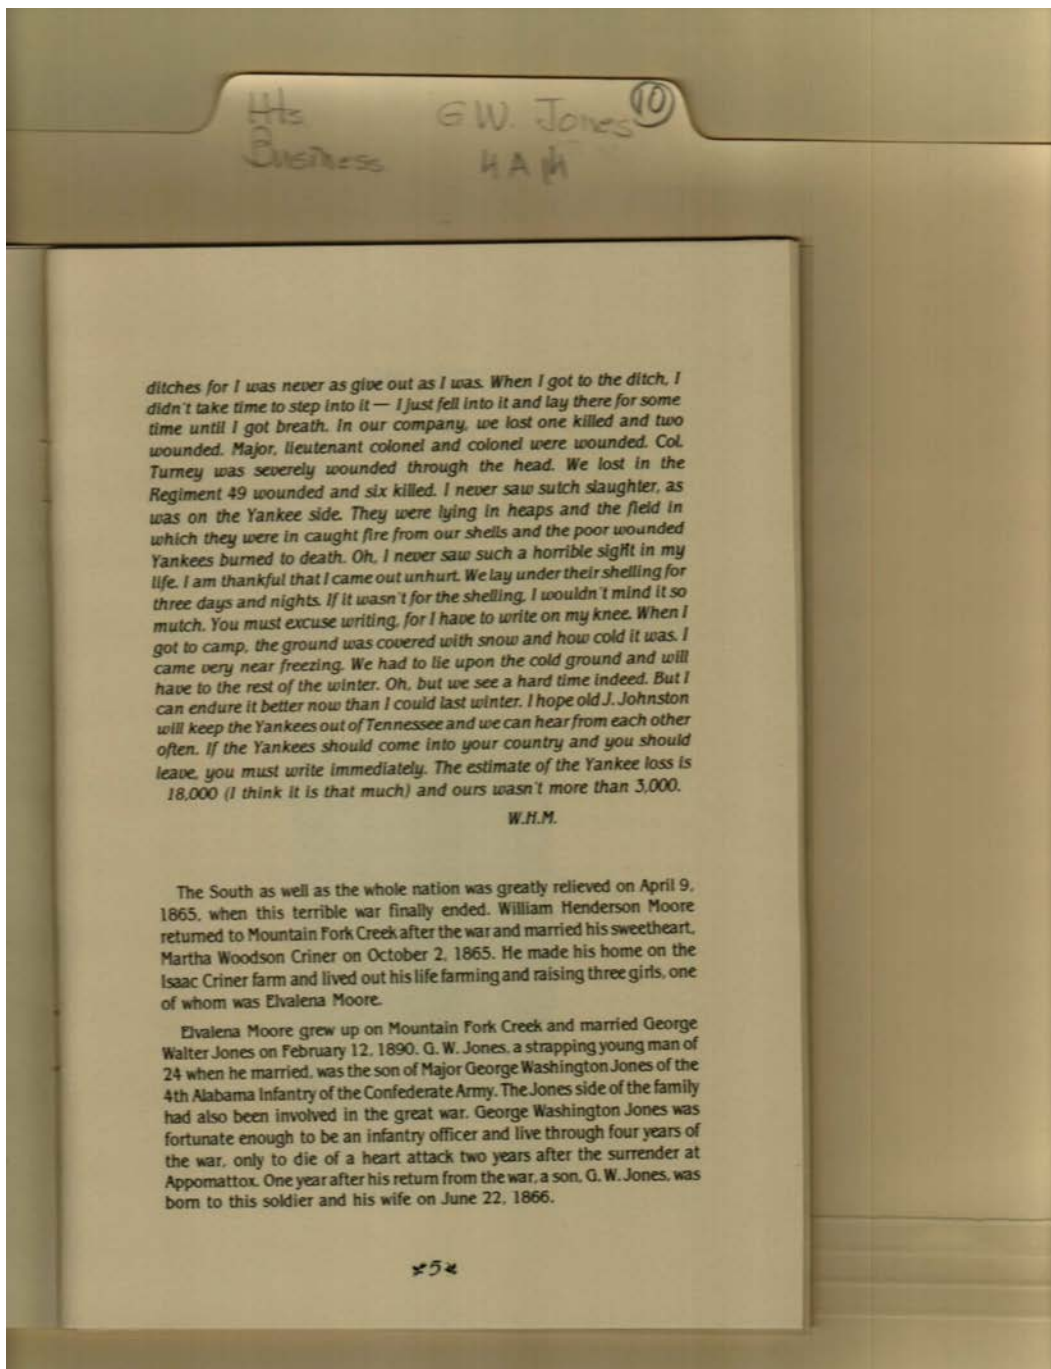 Hts G W. Jones 10
Business HAM
ditches for I was never as give out as I was. When I got to the ditch, I
didn't take time to step into it — I just fell into it and lay there for some
time until I got breath. In our company, we lost one killed and two
wounded. Major, lieutenant colonel and colonel were wounded. Col.
Turney was severely wounded through the head. We lost in the
Regiment 49 wounded and six killed. I never saw sutch slaughter, as
was on the Yankee side. They were lying in heaps and the field in
which they were in caught fire from our shells and the poor wounded
Yankees burned to death. Oh, I never saw such a horrible sight in my
life. I am thankful that I came out unhurt. We lay under their shelling for
three days and nights. If it wasn't for the shelling, I wouldn't mind it so
mutch. You must excuse writing, for I have to write on my knee. When I
got to camp, the ground was covered with snow and how cold it was. I
came very near freezing. We had to lie upon the cold ground and will
have to the rest of the winter. Oh, but we see a hard time indeed. But I
can endure it better now than I could last winter. I hope old J. Johnston
will keep the Yankees out of Tennessee and we can hear from each other
often. If the Yankees should come into your country and you should
leave, you must write immediately. The estimate of the Yankee loss is
18,000 (I think it is that much) and ours wasn't more than 3,000.
W.H.M.
The South as well as the whole nation was greatly relieved on April 9,
1865, when this terrible war finally ended. William Henderson Moore
returned to Mountain Fork Creek after the war and married his sweetheart,
Martha Woodson Criner on October 2, 1865. He made his home on the
Isaac Criner farm and lived out his life farming and raising three girls, one
of whom was Elvalena Moore.
Elvalena Moore grew up on Mountain Fork Creek and married George
Walter Jones on February 12, 1890. G. W. Jones, a strapping young man of
24 when he married, was the son of Major George Washington Jones of the
4th Alabama Infantry of the Confederate Army. The Jones side of the family
had also been involved in the great war. George Washington Jones was
fortunate enough to be an infantry officer and live through four years of
the war, only to die of a heart attack two years after the surrender at
Appomattox. One year after his return from the war, a son, G. W. Jones, was
born to this soldier and his wife on June 22, 1866.
5